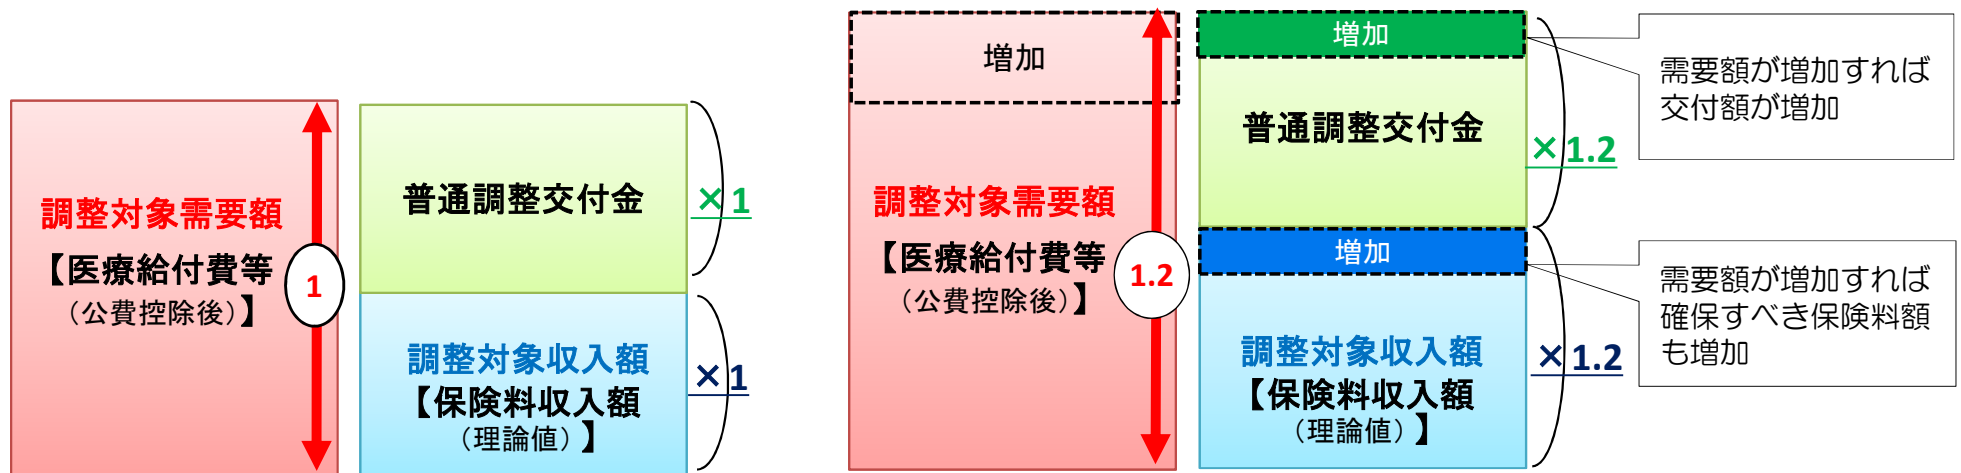 調整対象需要額
【医療給付費等
（公費控除後）】
1
普通調整交付金
×1
調整対象収入額
【保険料収入額
（理論値）】
×1
増加
調整対象需要額
【医療給付費等
（公費控除後）】
1.2
増加
普通調整交付金
×1.2
増加
調整対象収入額
【保険料収入額
（理論値）】
×1.2
需要額が増加すれば
交付額が増加
需要額が増加すれば
確保すべき保険料額
も増加